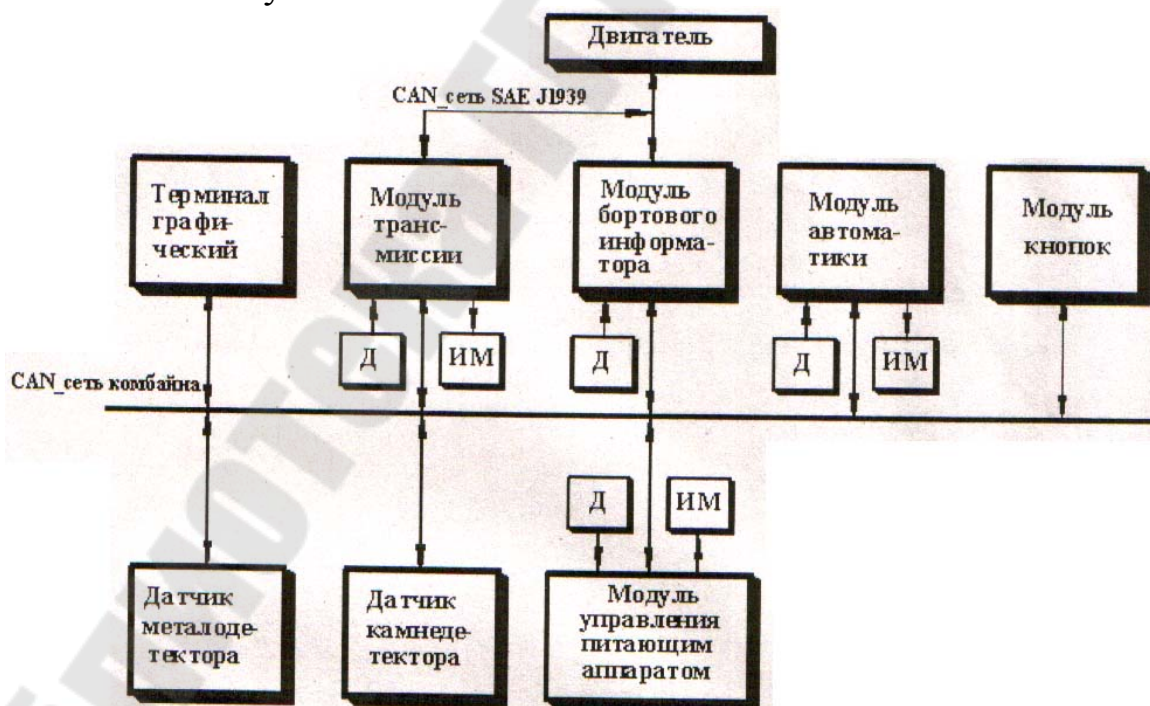 Двигатель
CAN_сеть SAE J1939
Терминал
графи-
ческий
Модуль
транс-
миссии
Модуль
бортового
информа-
тора
Модуль
автома-
тики
Модуль
кнопок
Д
ИМ
Д
Д
ИМ
CAN_сеть комбайна
Д
ИМ
Датчик
металоде-
тектора
Датчик
камнеде-
тектора
Модуль
управления
питающим
аппаратом